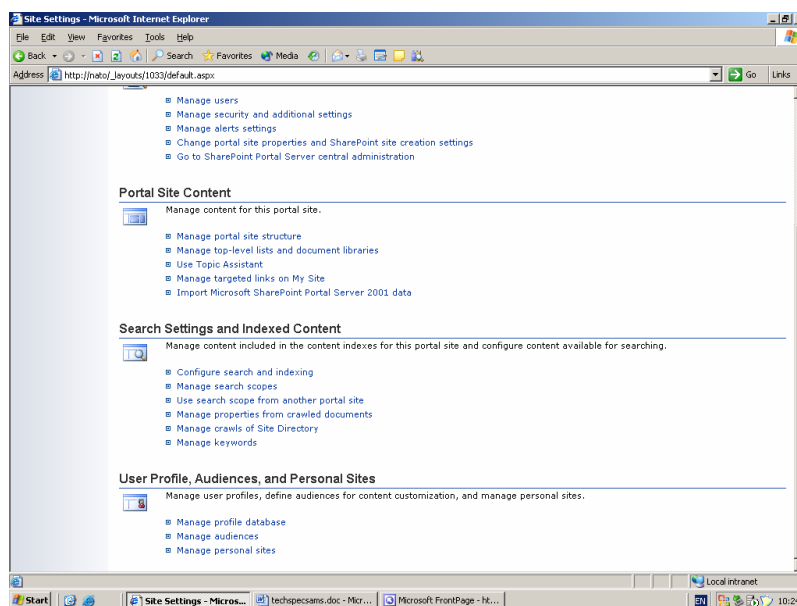 Site Settings - Microsoft Internet Explorer
File Edit View Favorites Tools Help
Back Search Favorites Media
Address http://nato/_layouts/1033/default.aspx Go Links
Manage users
Manage security and additional settings
Manage alerts settings
Change portal site properties and SharePoint site creation settings
Go to SharePoint Portal Server central administration
Portal Site Content
Manage content for this portal site.
Manage portal site structure
Manage top-level lists and document libraries
Use Topic Assistant
Manage targeted links on My Site
Import Microsoft SharePoint Portal Server 2001 data
Search Settings and Indexed Content
Manage content included in the content indexes for this portal site and configure content available for searching.
Configure search and indexing
Manage search scopes
Use search scope from another portal site
Manage properties from crawled documents
Manage crawls of Site Directory
Manage keywords
User Profile, Audiences, and Personal Sites
Manage user profiles, define audiences for content customization, and manage personal sites.
Manage profile database
Manage audiences
Manage personal sites
Local intranet
Start Site Settings - Micros... techspecsams.doc - Micr... Microsoft FrontPage - ht... EN